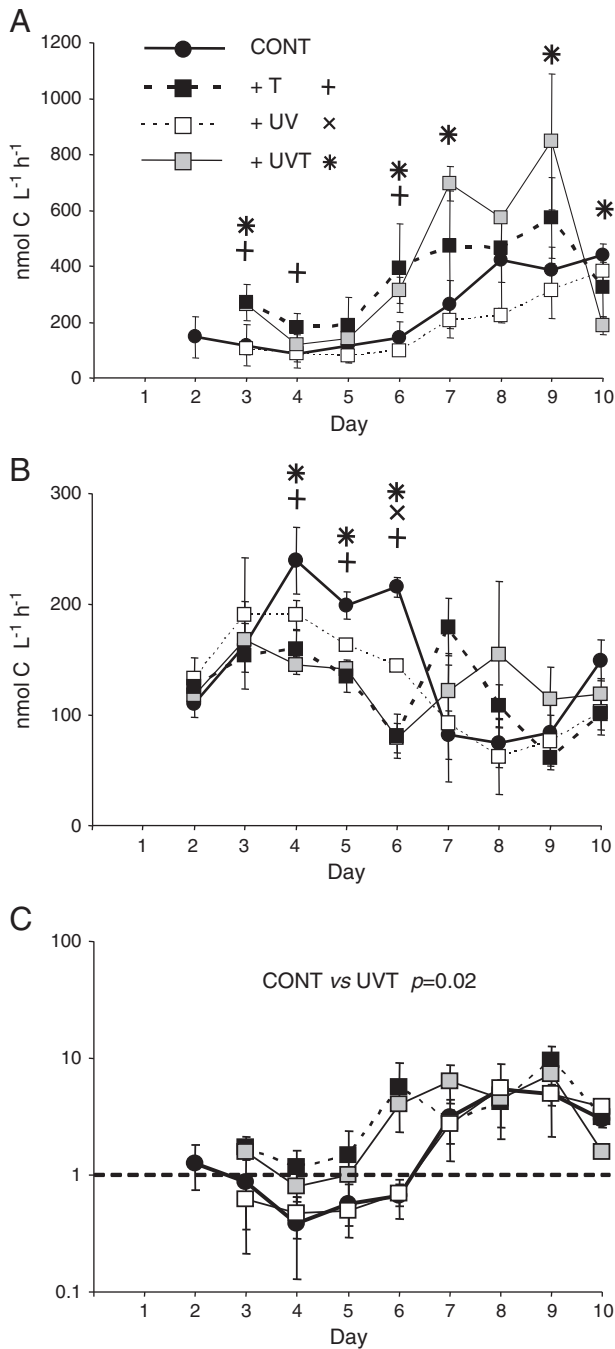 A
1200
1000
800
600
400
200
0
nmol C L-1 h-1
CONT
+ T +
+ UV ×
+ UVT *
* + + * + * * *
1 2 3 4 5 6 7 8 9 10
Day
B
300
200
100
0
nmol C L-1 h-1
* + * + * × +
1 2 3 4 5 6 7 8 9 10
Day
C
100
10
1
0.1
CONT vs UVT p=0.02
1 2 3 4 5 6 7 8 9 10
Day